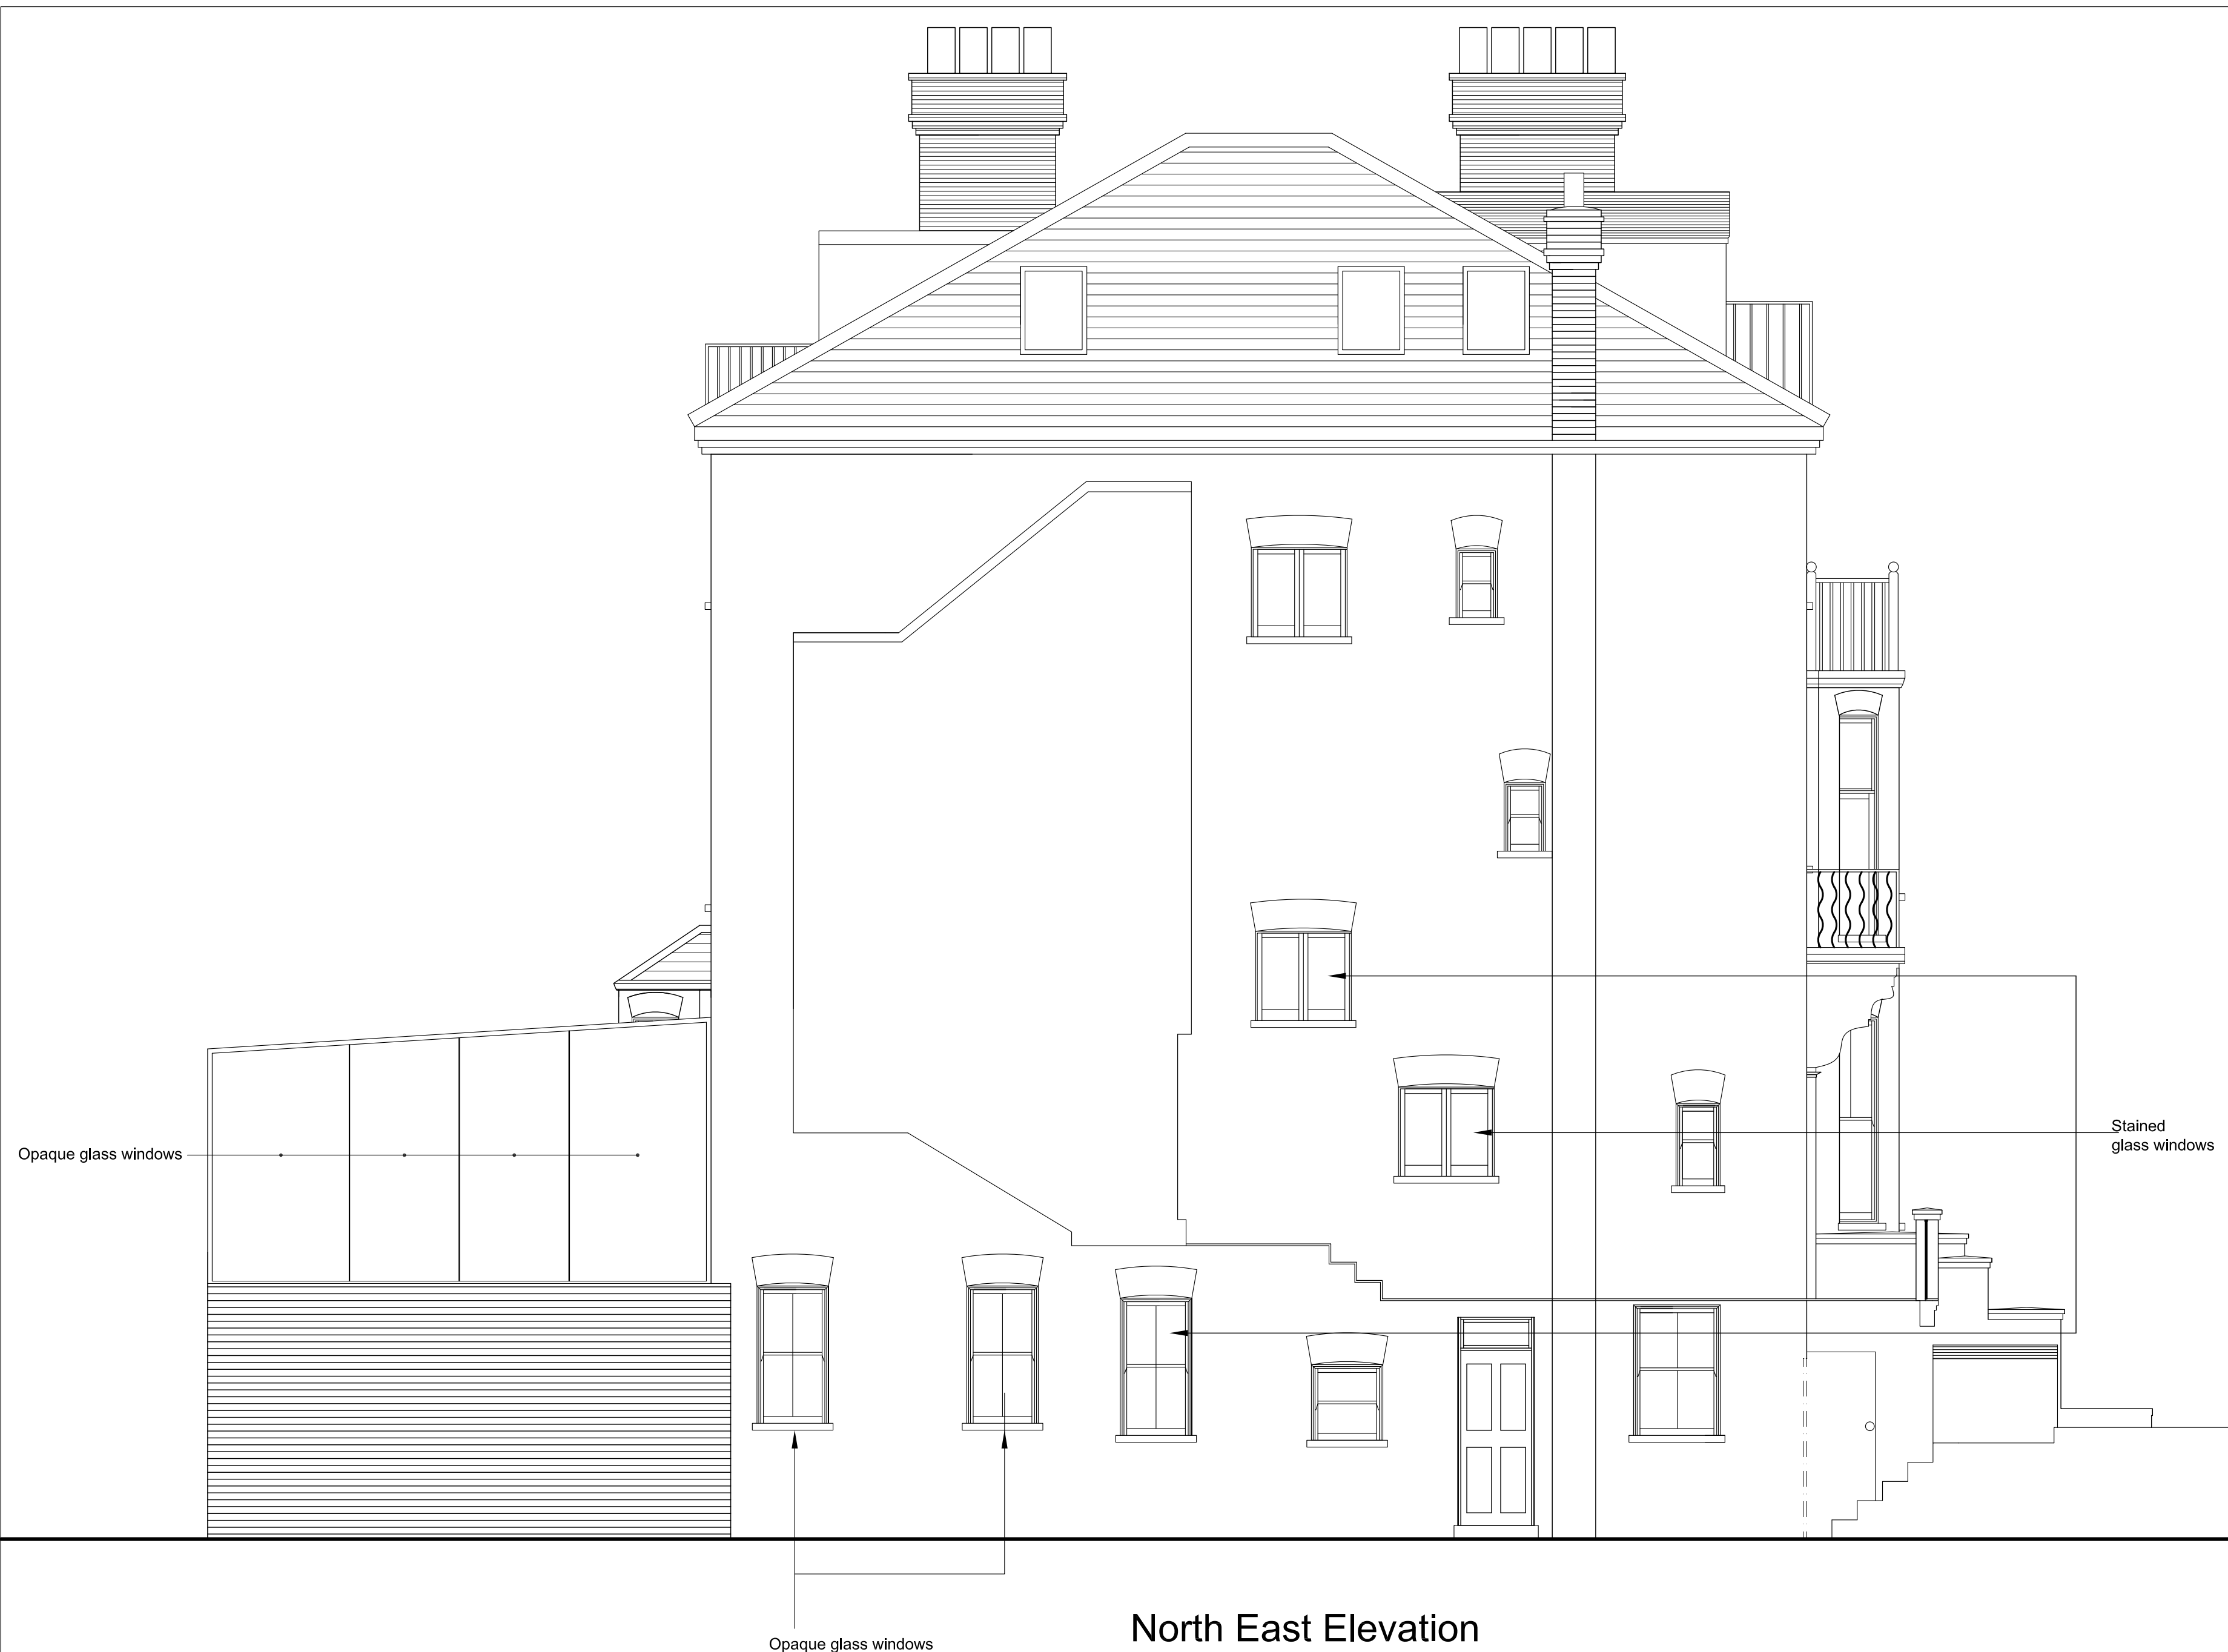 Opaque glass windows
Stained
glass windows
North East Elevation
Opaque glass windows